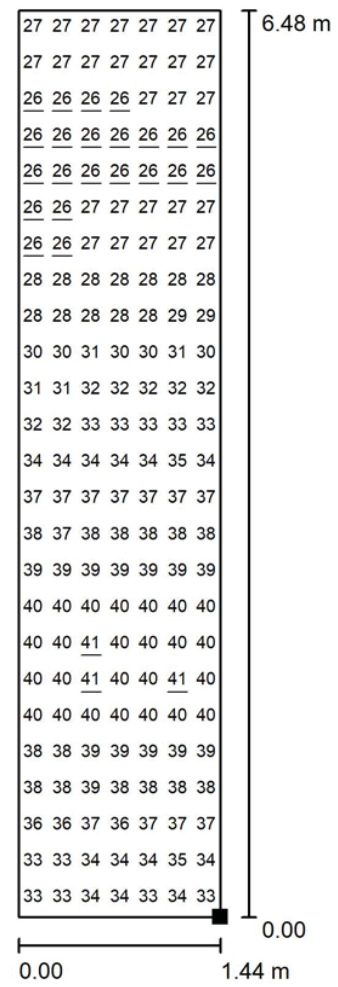 27 27 27 27 27 27 27 6.48 m
27 27 27 27 27 27 27
26 26 26 26 27 27 27
26 26 26 26 26 26 26
26 26 26 26 26 26 26
26 26 27 27 27 27 27
26 26 27 27 27 27 27
28 28 28 28 28 28 28
28 28 28 28 28 29 29
30 30 31 30 30 31 30
31 31 32 32 32 32 32
32 32 33 33 33 33 33
34 34 34 34 34 35 34
37 37 37 37 37 37 37
38 37 38 38 38 38 38
39 39 39 39 39 39 39
40 40 40 40 40 40 40
40 40 41 40 40 40 40
40 40 41 40 40 41 40
40 40 40 40 40 40 40
38 38 39 39 39 39 39
38 38 39 38 38 38 38
36 36 37 36 37 37 37
33 33 34 34 34 35 34
33 33 34 34 33 34 33
0.00
0.00 1.44 m